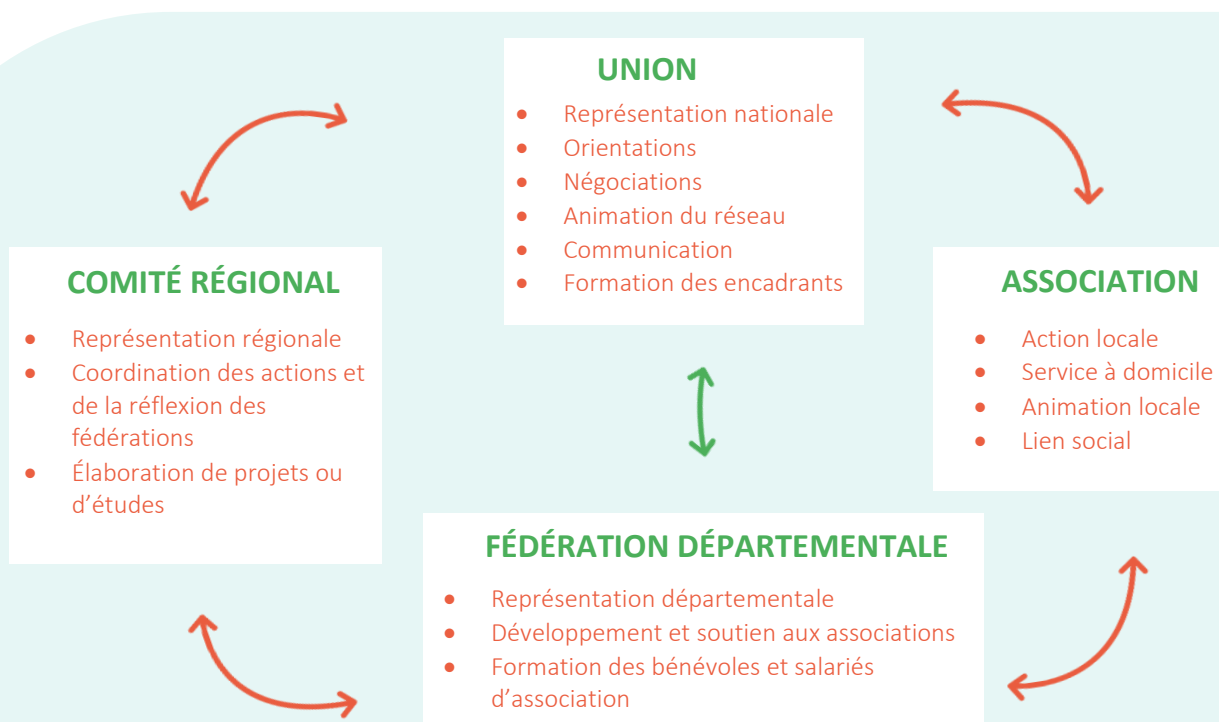 UNION
• Représentation nationale
• Orientations
• Négociations
• Animation du réseau
• Communication
• Formation des encadrants
COMITÉ RÉGIONAL
• Représentation régionale
• Coordination des actions et
de la réflexion des
fédérations
• Élaboration de projets ou
d’études
ASSOCIATION
• Action locale
• Service à domicile
• Animation locale
• Lien social
FÉDÉRATION DÉPARTEMENTALE
• Représentation départementale
• Développement et soutien aux associations
• Formation des bénévoles et salariés
d’association